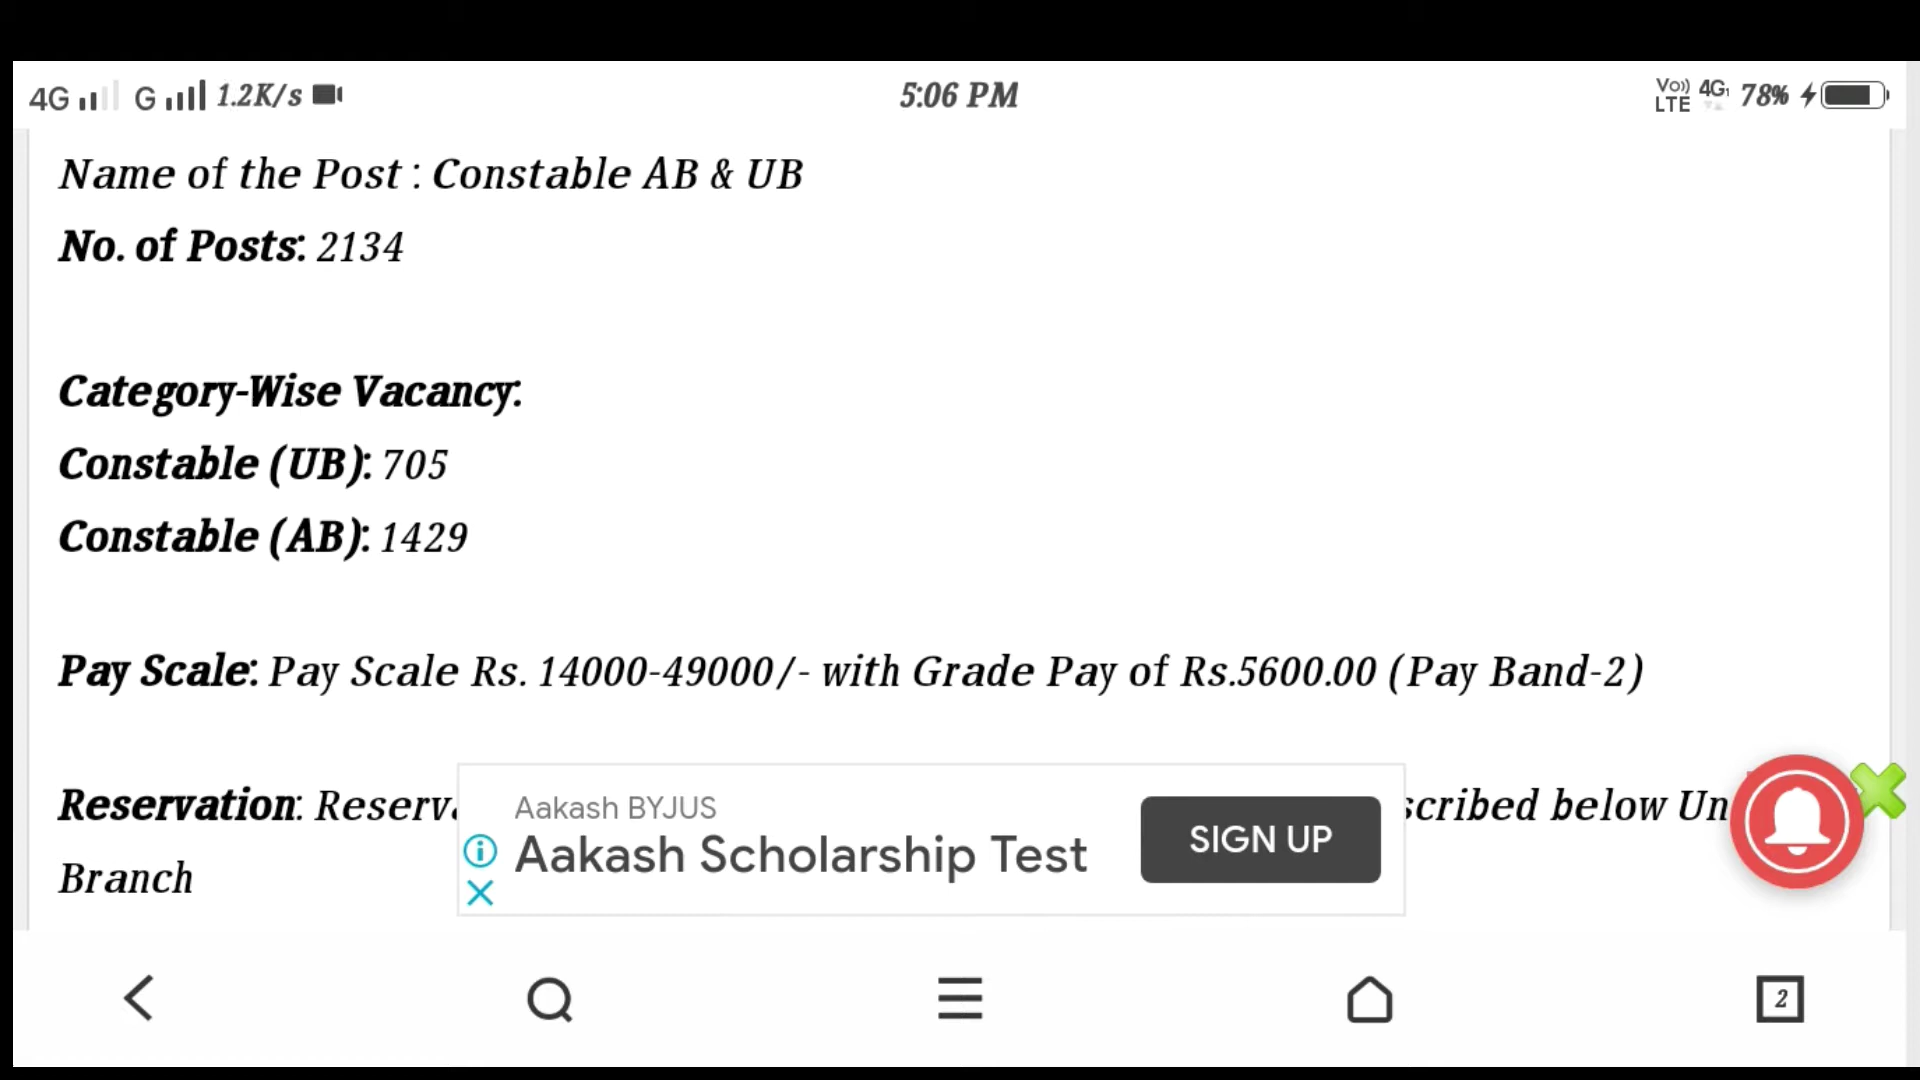 4G G 1.2K/s 5:06 PM Vo)) LTE 4G 78%
Name of the Post : Constable AB & UB
No. of Posts: 2134
Category-Wise Vacancy:
Constable (UB): 705
Constable (AB): 1429
Pay Scale: Pay Scale Rs. 14000-49000/- with Grade Pay of Rs.5600.00 (Pay Band-2)
Reservation: scribed below
Branch
Aakash BYJUS
Aakash Scholarship Test
SIGN UP
2